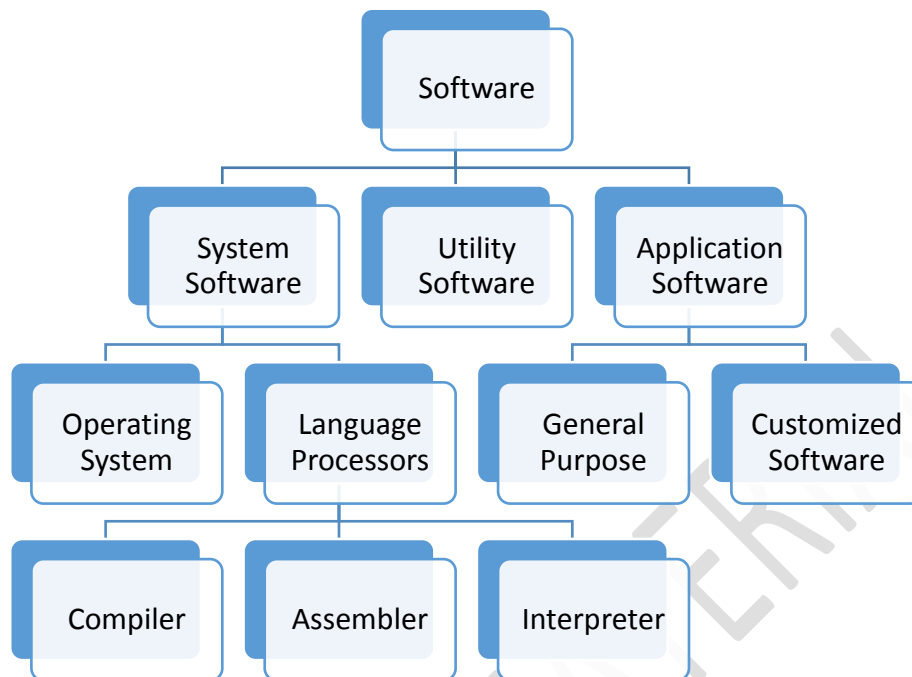 Software
System
Software
Utility
Software
Application
Software
Operating
System
Language
Processors
General
Purpose
Customized
Software
Compiler
Assembler
Interpreter